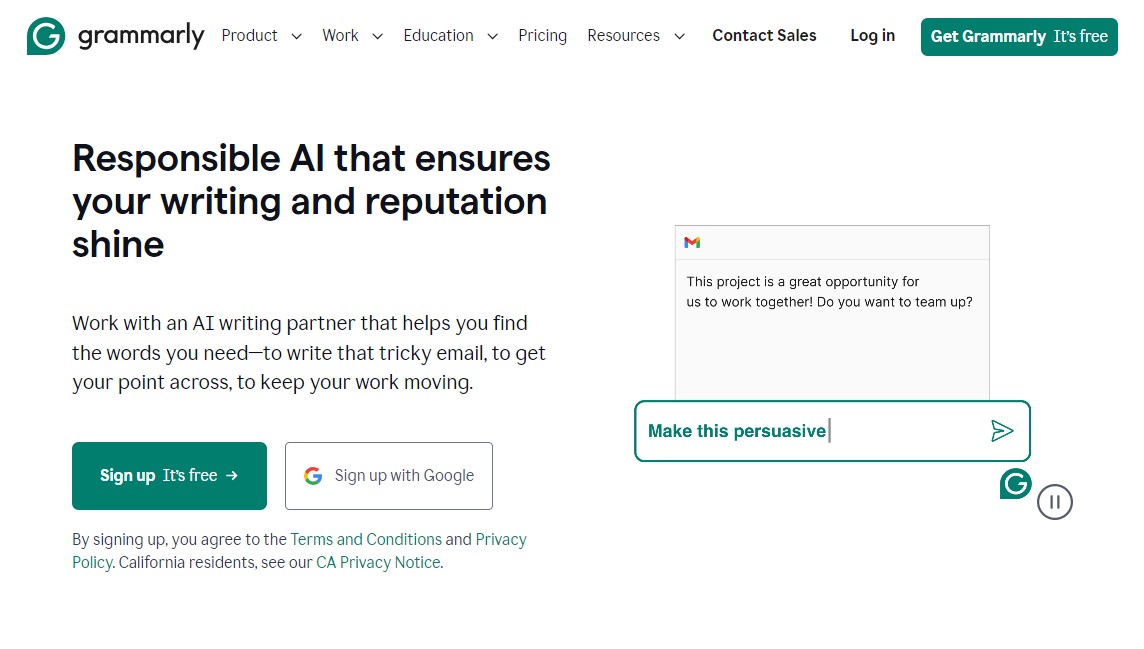 grammarly Product Work Education Pricing Resources Contact Sales Log in Get Grammarly It's free
Responsible AI that ensures
your writing and reputation
shine
Work with an AI writing partner that helps you find
the words you need—to write that tricky email, to get
your point across, to keep your work moving.
Sign up It's free →
Sign up with Google
By signing up, you agree to the Terms and Conditions and Privacy
Policy. California residents, see our CA Privacy Notice.
This project is a great opportunity for
us to work together! Do you want to team up?
Make this persuasive